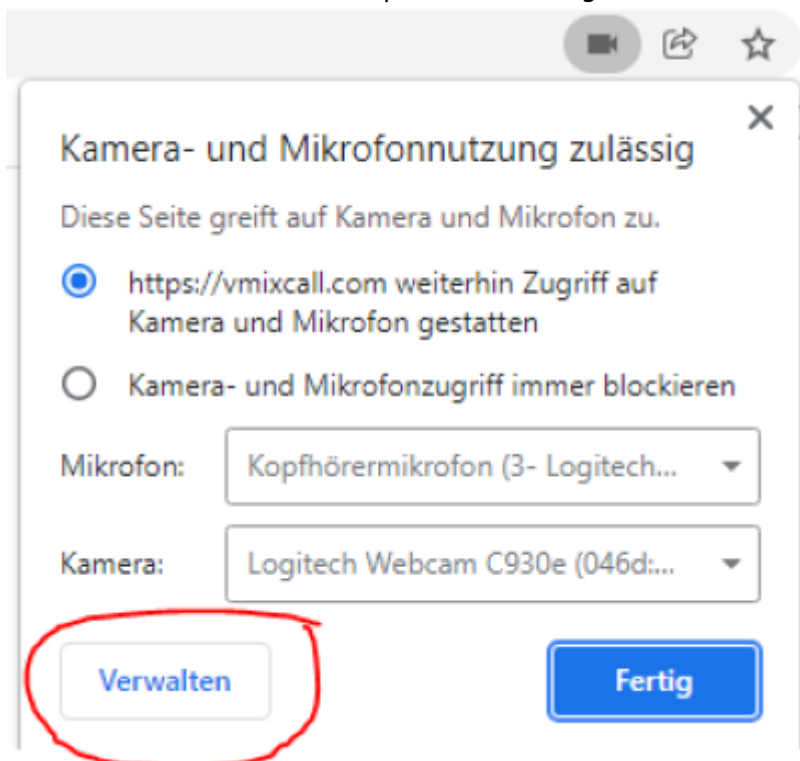 Kamera- und Mikrofonnutzung zulässig
Diese Seite greift auf Kamera und Mikrofon zu.
https://vmixcall.com weiterhin Zugriff auf
Kamera und Mikrofon gestatten
Kamera- und Mikrofonzugriff immer blockieren
Mikrofon: Kopfhörermikrofon (3- Logitech...
Kamera: Logitech Webcam C930e (046d:...
Verwalten Fertig